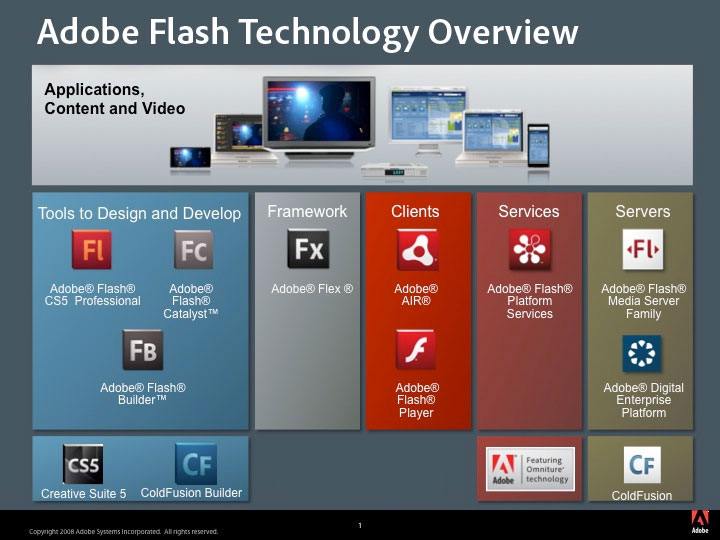 Adobe Flash Technology Overview
Applications,
Content and Video
Tools to Design and Develop
Fl
Adobe® Flash®
CS5 Professional
Fc
Adobe®
Flash®
Catalyst™
FB
Adobe® Flash®
Builder™
Framework
Fx
Adobe® Flex ®
Clients
Adobe®
AIR®
Adobe®
Flash®
Player
Services
Adobe® Flash®
Platform
Services
Servers
Fl
Adobe® Flash®
Media Server
Family
Adobe® Digital
Enterprise
Platform
CS5
Creative Suite 5
CF
ColdFusion Builder
Adobe
Featuring
Omniture®
technology
CF
ColdFusion
Copyright 2008 Adobe Systems Incorporated. All rights reserved.
1
Adobe